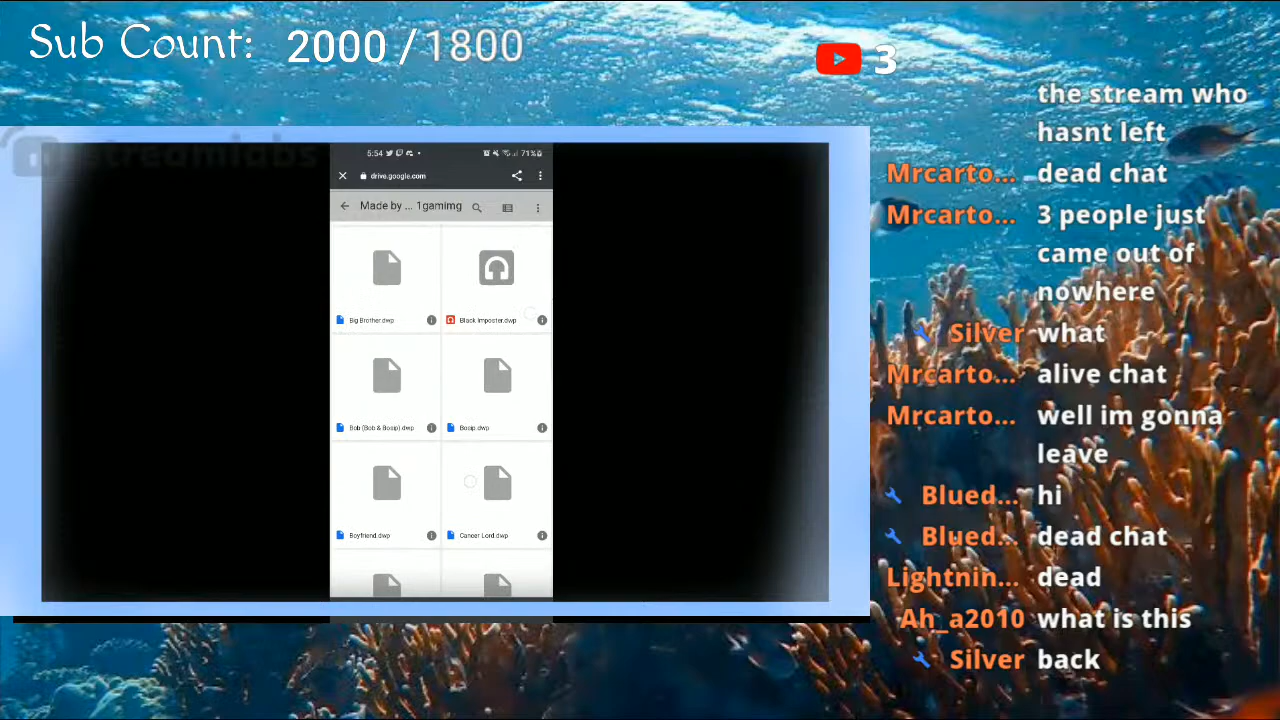 Sub Count: 2000 / 1800
3
streamlabs
5:54
71%
drive.google.com
Made by ... 1gamimg
Big Brother.dwp
Black Imposter.dwp
Bob (Bob & Bosip).dwp
Bosip.dwp
Boyfriend.dwp
Cancer Lord.dwp
the stream who
hasnt left
Mrcarto... dead chat
Mrcarto... 3 people just
came out of
nowhere
Silver what
Mrcarto... alive chat
Mrcarto... well im gonna
leave
Blued... hi
Blued... dead chat
Lightnin... dead
Ah_a2010 what is this
Silver back